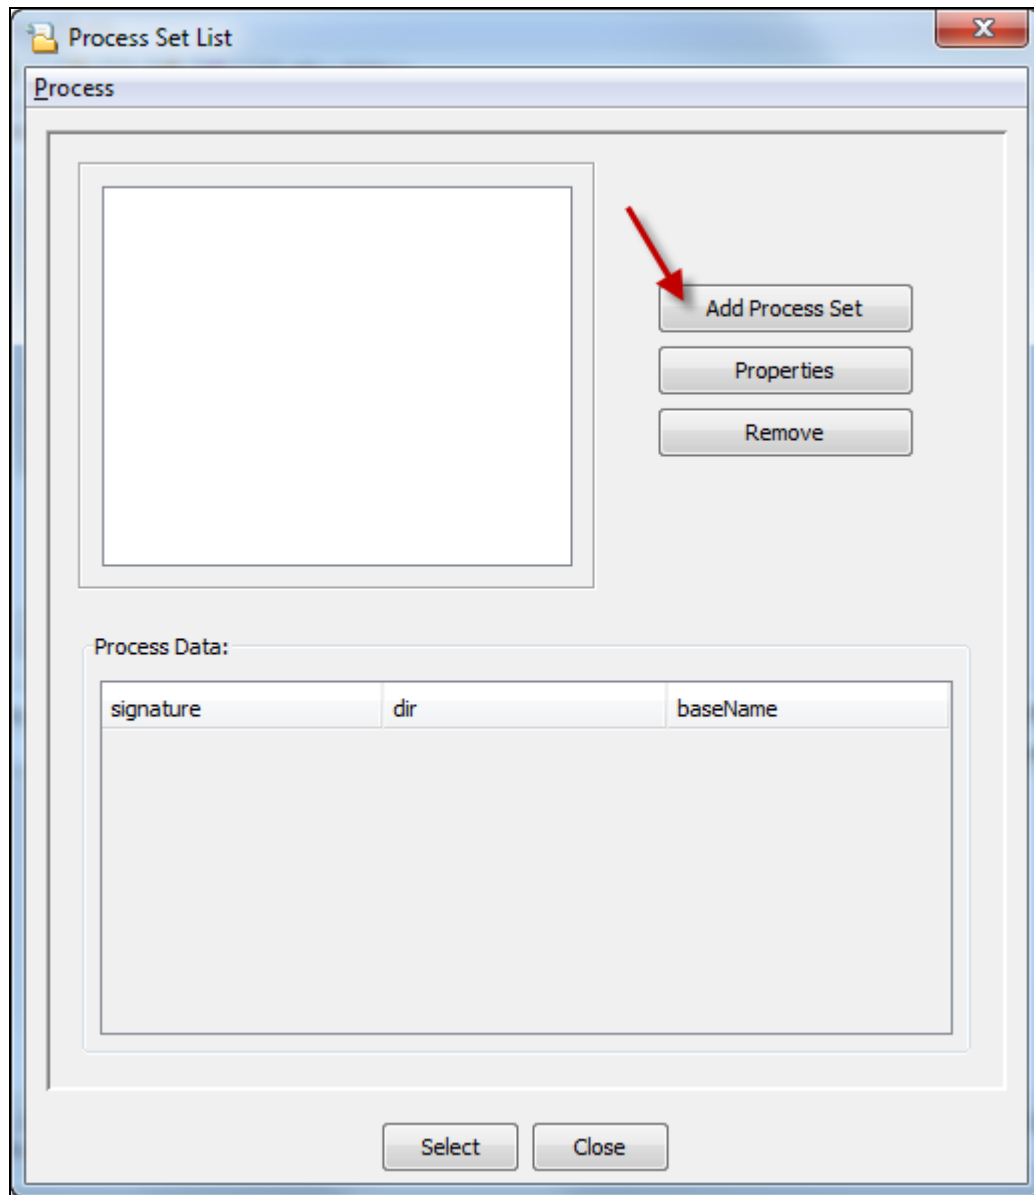 Process Set List
Process
Add Process Set
Properties
Remove
Process Data:
signature dir baseName
Select Close